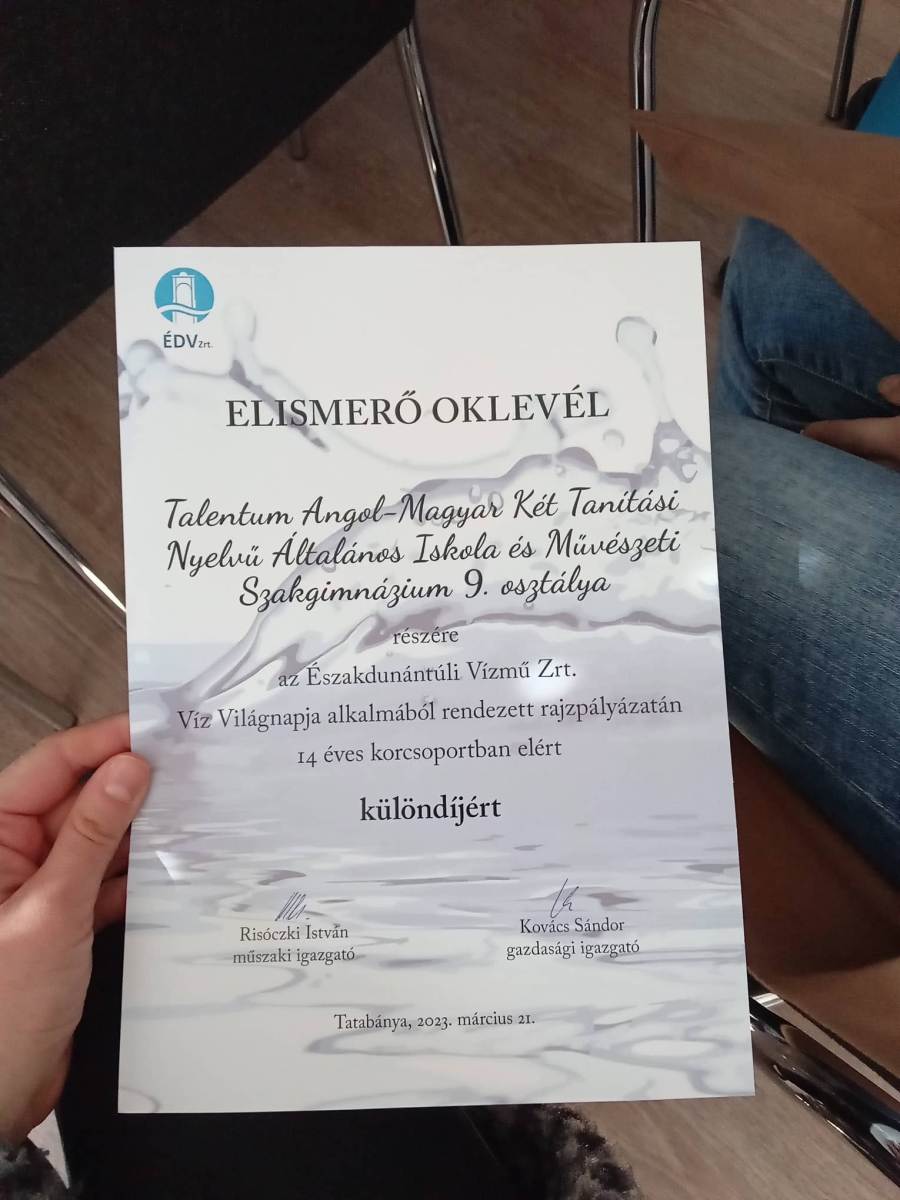 ÉDV Zrt.
ELISMERŐ OKLEVÉL
Talentum Angol-Magyar Két Tanítási
Nyelvű Általános Iskola és Művészeti
Szakgimnázium 9. osztálya
részére
az Északdunántúli Vízmű Zrt.
Víz Világnapja alkalmából rendezett rajzpályázatán
14 éves korcsoportban elért
különdíjért
Risóczki István
műszaki igazgató
Kovács Sándor
gazdasági igazgató
Tatabánya, 2023. március 21.